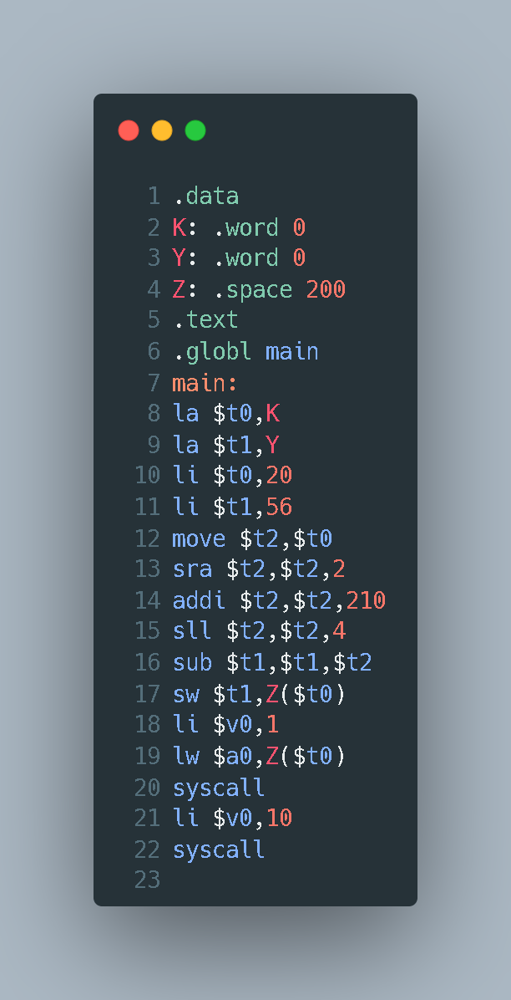 1 .data
2 K: .word 0
3 Y: .word 0
4 Z: .space 200
5 .text
6 .globl main
7 main:
8 la $t0,K
9 la $t1,Y
10 li $t0,20
11 li $t1,56
12 move $t2,$t0
13 sra $t2,$t2,2
14 addi $t2,$t2,210
15 sll $t2,$t2,4
16 sub $t1,$t1,$t2
17 sw $t1,Z($t0)
18 li $v0,1
19 lw $a0,Z($t0)
20 syscall
21 li $v0,10
22 syscall
23